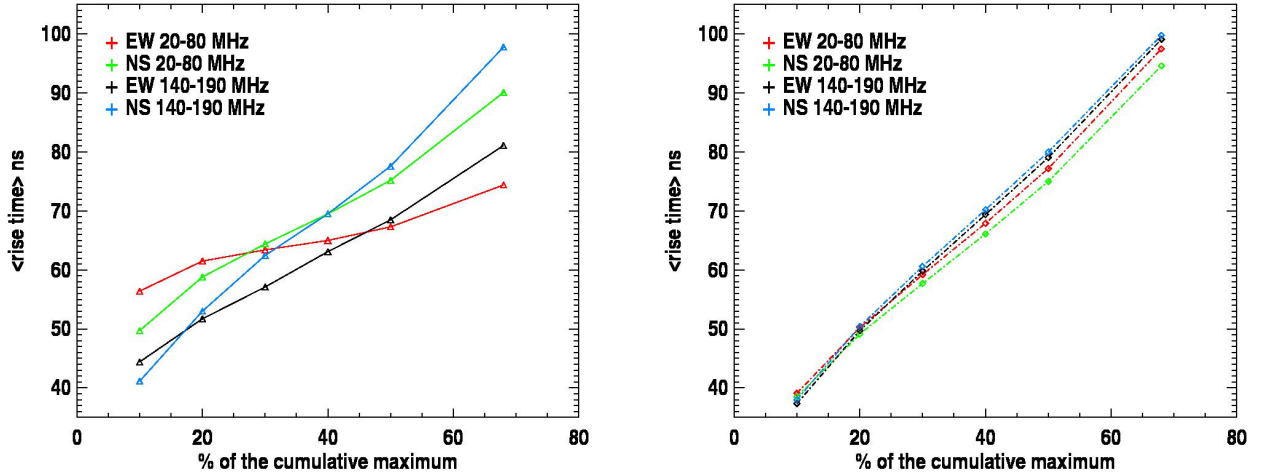 100
90
80
70
60
50
40
<rise time> ns
EW 20-80 MHz
NS 20-80 MHz
EW 140-190 MHz
NS 140-190 MHz
0
20
40
60
80
% of the cumulative maximum
100
90
80
70
60
50
40
<rise time> ns
EW 20-80 MHz
NS 20-80 MHz
EW 140-190 MHz
NS 140-190 MHz
0
20
40
60
80
% of the cumulative maximum